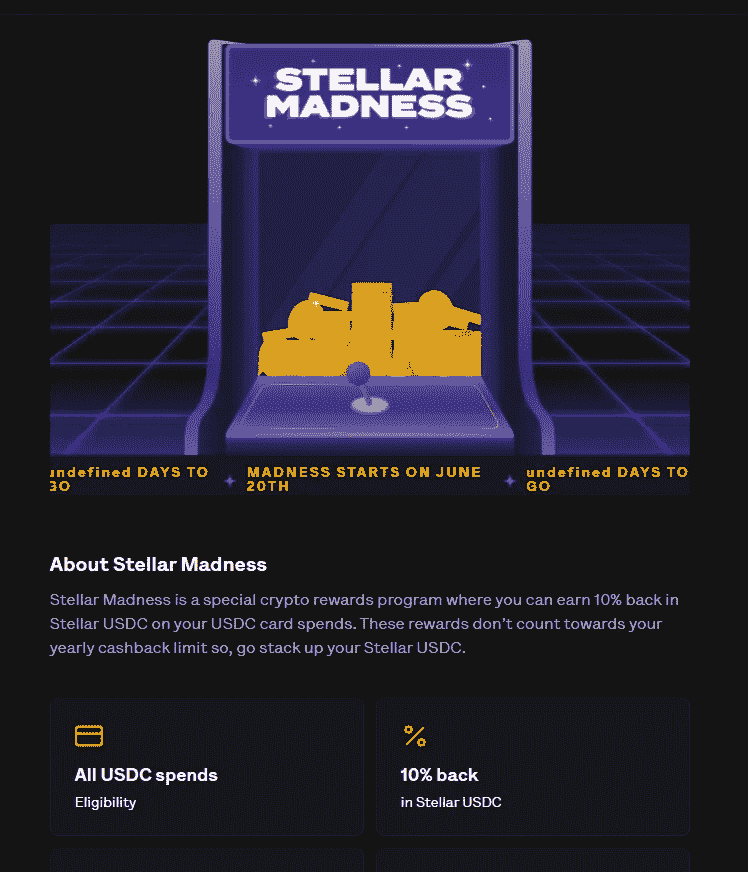 STELLAR
MADNESS
undefined DAYS TO
GO
MADNESS STARTS ON JUNE
20TH
undefined DAYS TO
GO
About Stellar Madness
Stellar Madness is a special crypto rewards program where you can earn 10% back in
Stellar USDC on your USDC card spends. These rewards don’t count towards your
yearly cashback limit so, go stack up your Stellar USDC.
All USDC spends
Eligibility
10% back
in Stellar USDC